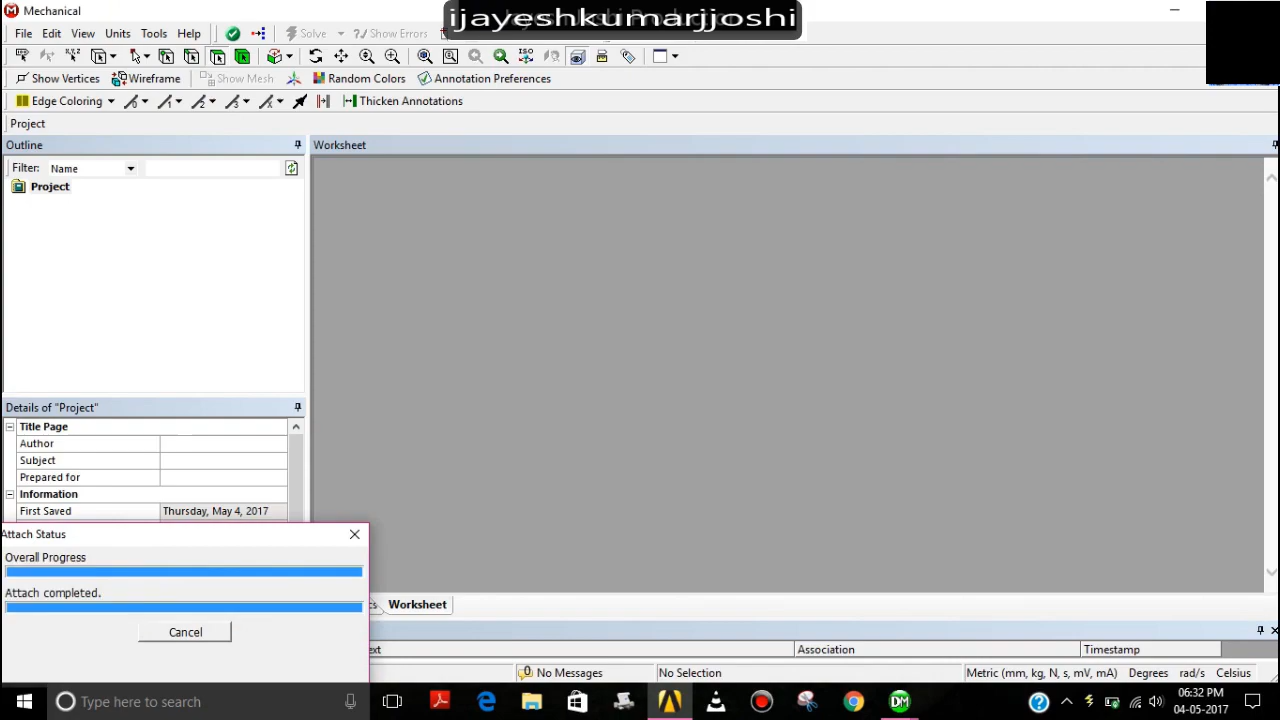 Mechanical
ijayeshkumarjjoshi
File Edit View Units Tools Help Solve Show Errors
Show Vertices Wireframe Show Mesh Random Colors Annotation Preferences
Edge Coloring Thicken Annotations
Project
Outline
Worksheet
Filter: Name
Project
Details of "Project"
Title Page
Author
Subject
Prepared for
Information
First Saved Thursday, May 4, 2017
Attach Status
Overall Progress
Attach completed.
Cancel
cs Worksheet
ext Association Timestamp
No Messages No Selection Metric (mm, kg, N, s, mV, mA) Degrees rad/s Celsius
Type here to search
06:32 PM
04-05-2017